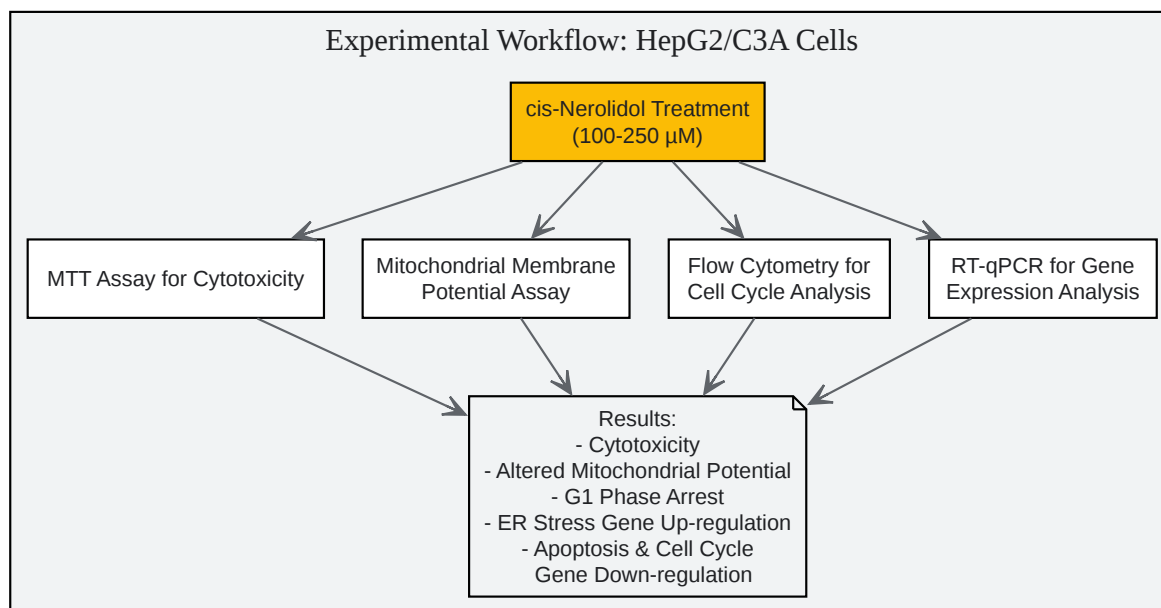 Experimental Workflow: HepG2/C3A Cells
cis-Nerolidol Treatment
(100-250 µM)
MTT Assay for Cytotoxicity
Mitochondrial Membrane
Potential Assay
Flow Cytometry for
Cell Cycle Analysis
RT-qPCR for Gene
Expression Analysis
Results:
- Cytotoxicity
- Altered Mitochondrial Potential
- G1 Phase Arrest
- ER Stress Gene Up-regulation
- Apoptosis & Cell Cycle
Gene Down-regulation